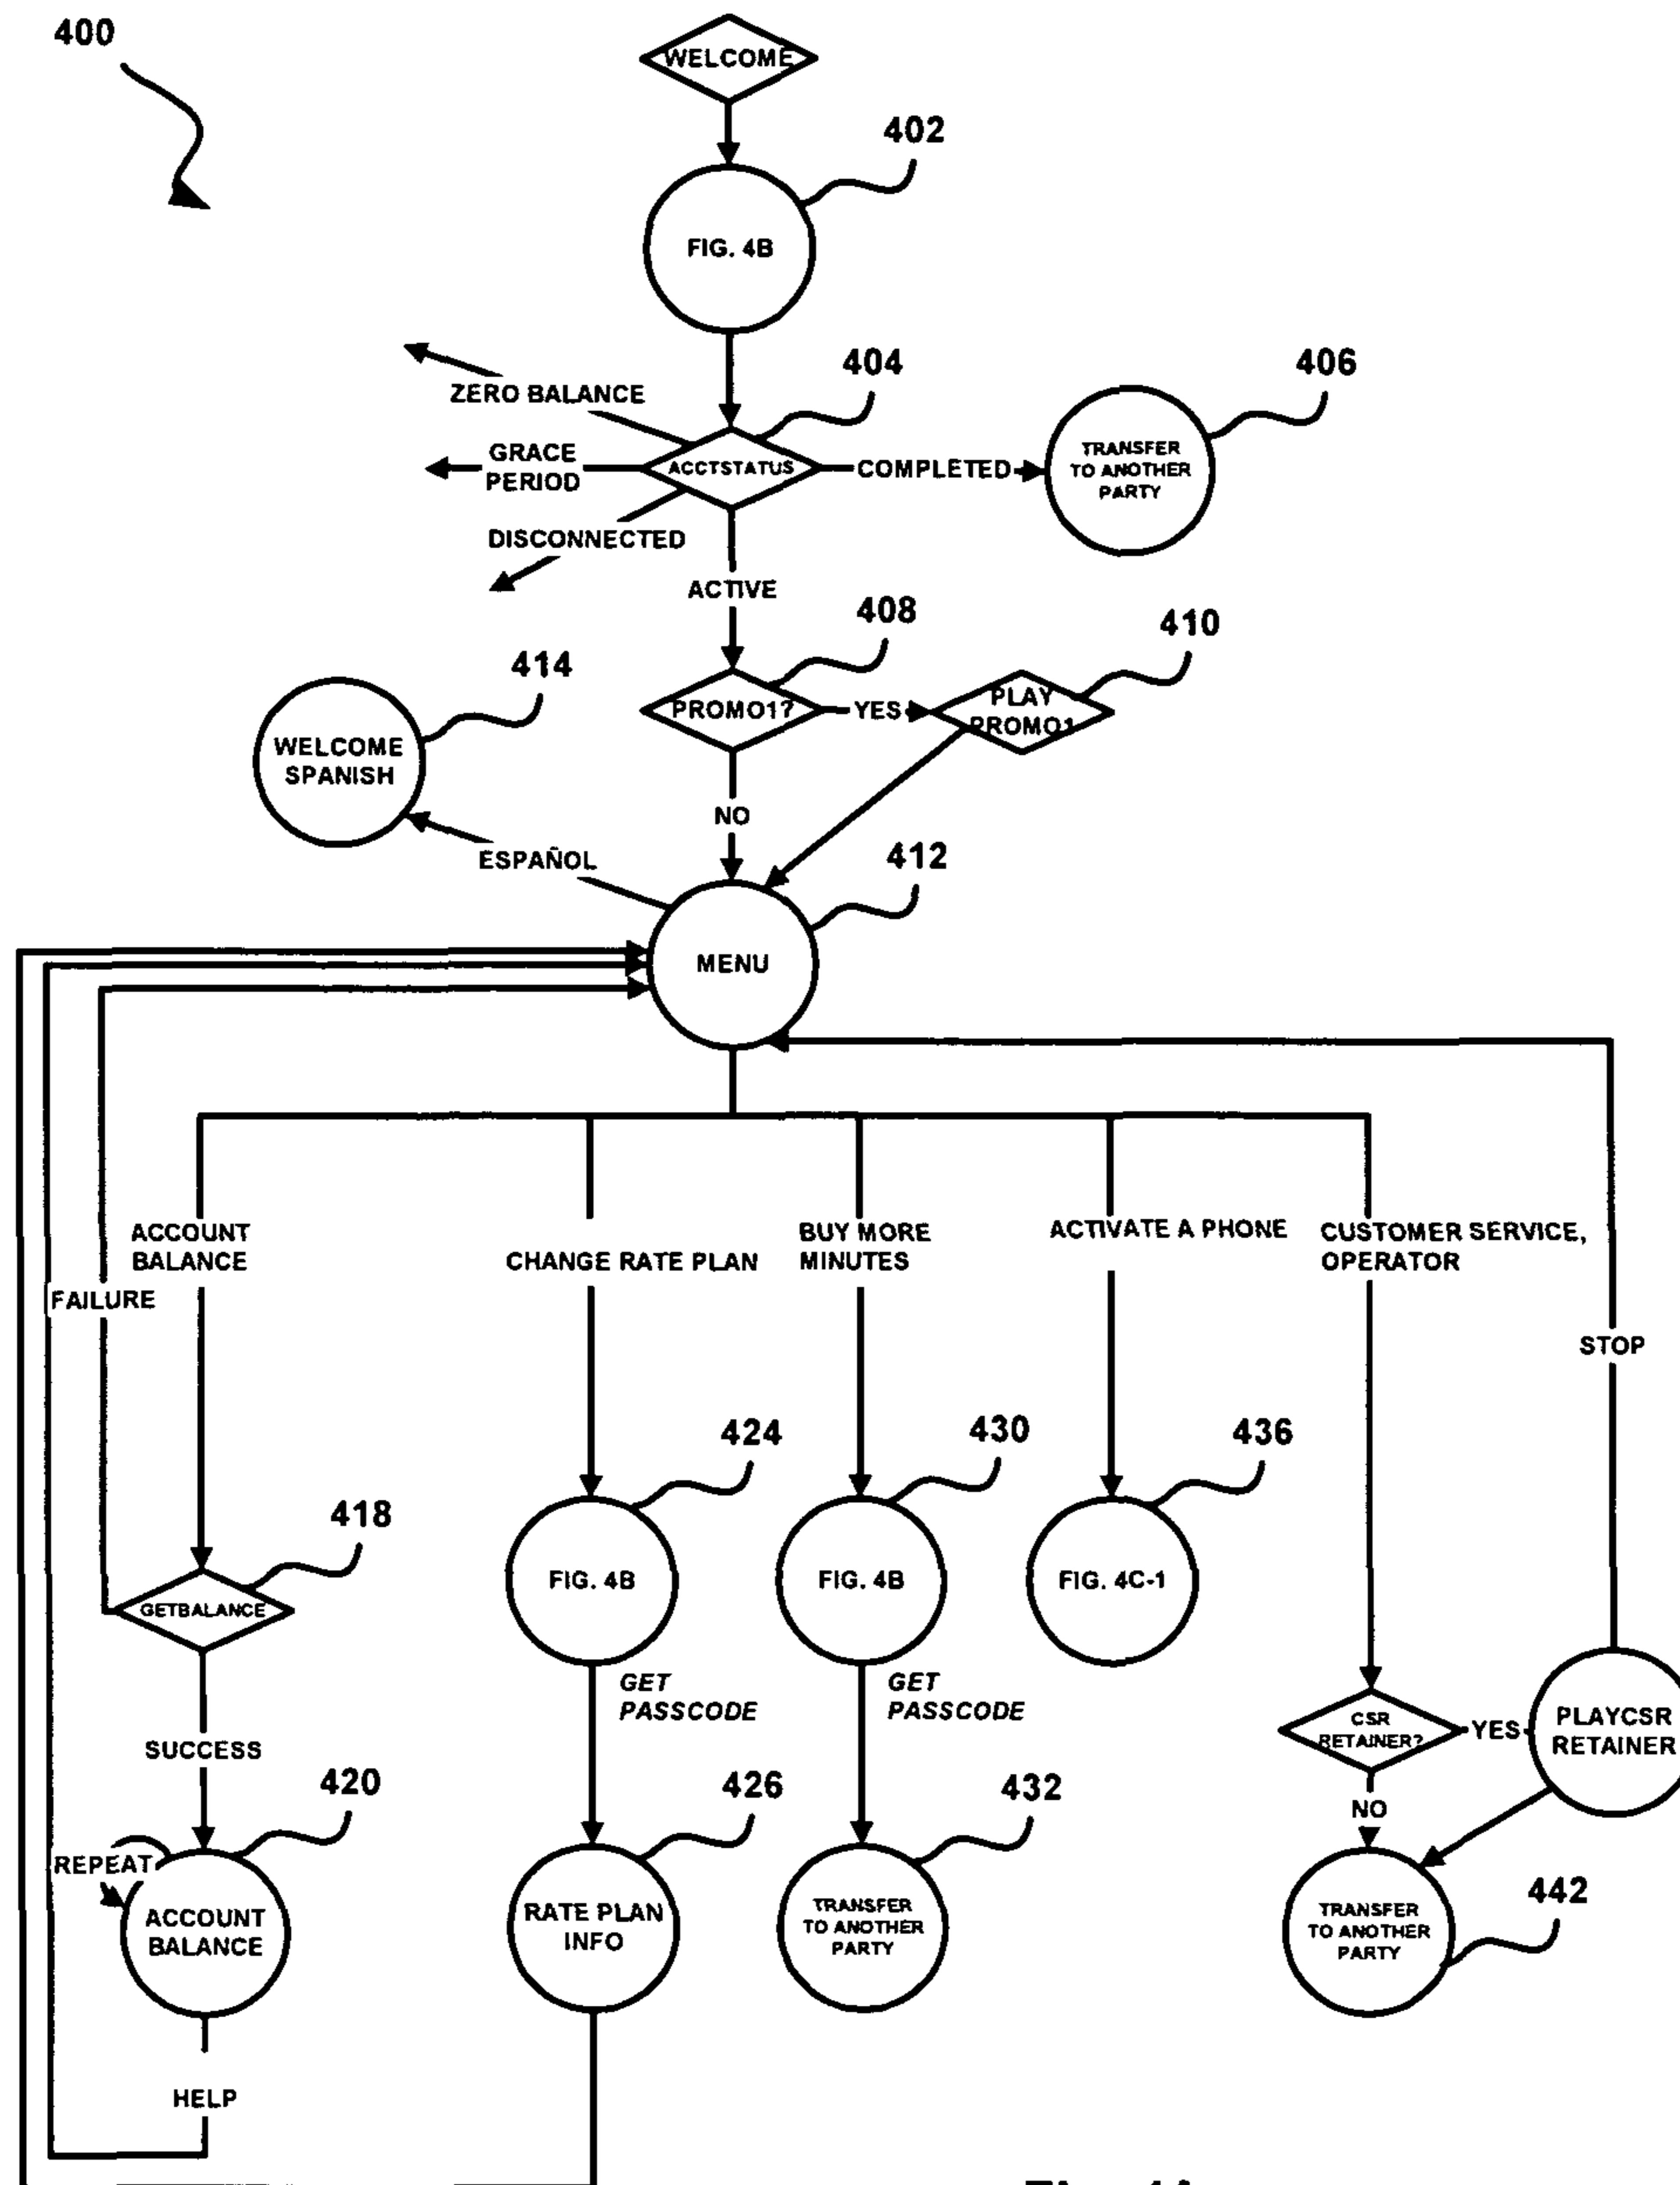 400
WELCOME
402
FIG. 4B
404
406
ZERO BALANCE
GRACE
PERIOD
ACCTSTATUS
COMPLETED
TRANSFER
TO ANOTHER
PARTY
DISCONNECTED
ACTIVE
408
410
414
PROMO1?
YES
PLAY
PROMO1
WELCOME
SPANISH
NO
ESPAÑOL
412
MENU
ACCOUNT
BALANCE
CHANGE RATE PLAN
BUY MORE
MINUTES
ACTIVATE A PHONE
CUSTOMER SERVICE,
OPERATOR
FAILURE
STOP
424
430
436
418
GETBALANCE
FIG. 4B
FIG. 4B
FIG. 4C-1
GET
PASSCODE
GET
PASSCODE
CSR
RETAINER?
YES
PLAYCSR
RETAINER
SUCCESS
NO
420
426
432
442
REPEAT
ACCOUNT
BALANCE
RATE PLAN
INFO
TRANSFER
TO ANOTHER
PARTY
TRANSFER
TO ANOTHER
PARTY
HELP